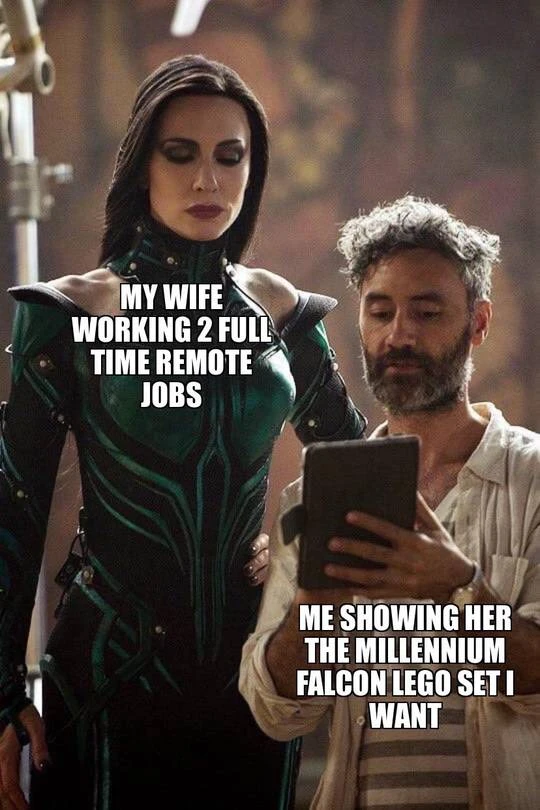 MY WIFE
WORKING 2 FULL
TIME REMOTE
JOBS
ME SHOWING HER
THE MILLENNIUM
FALCON LEGO SET I
WANT